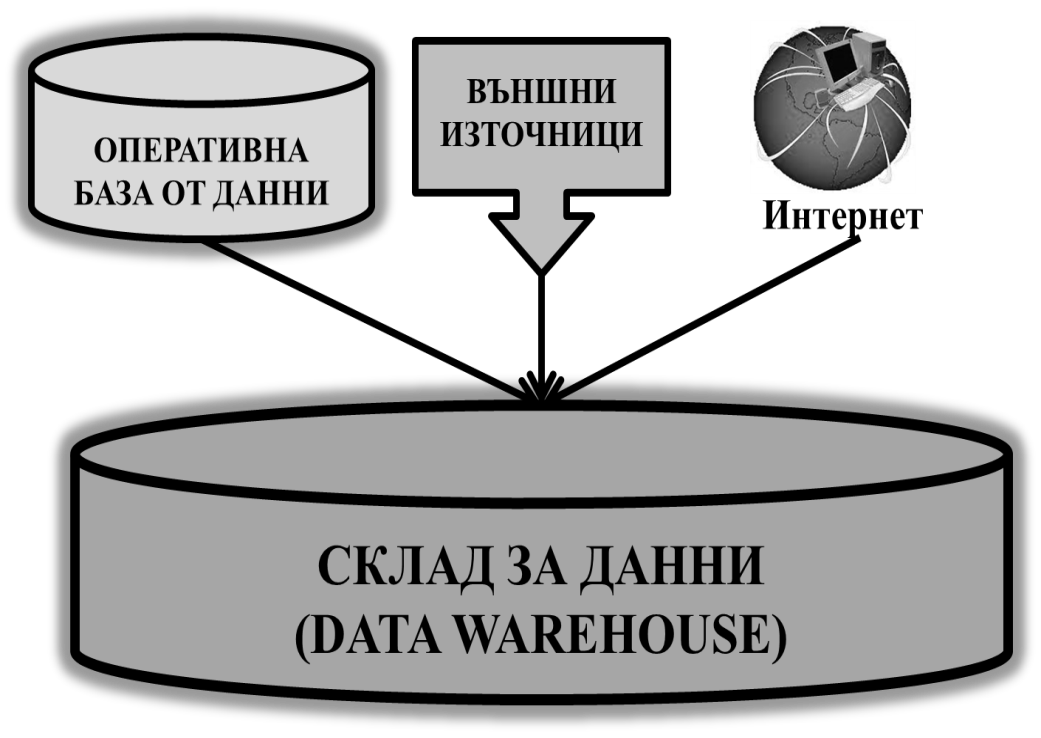 ОПЕРАТИВНА
БАЗА ОТ ДАННИ
ВЪНШНИ
ИЗТОЧНИЦИ
Интернет
СКЛАД ЗА ДАННИ
(DATA WAREHOUSE)